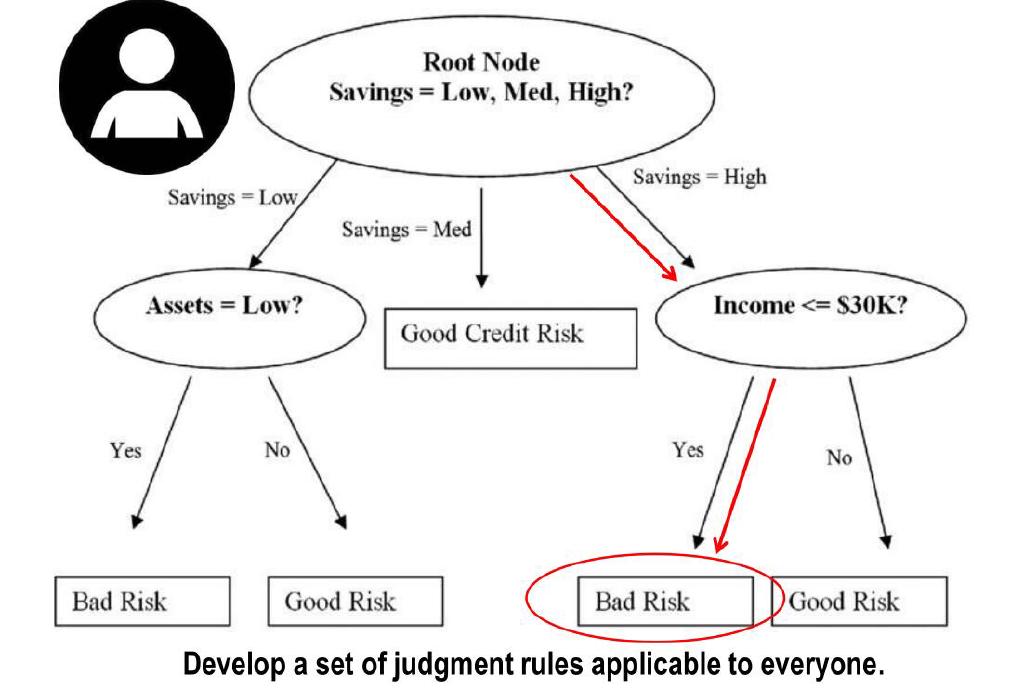 Root Node
Savings = Low, Med, High?
Savings = Low
Savings = Med
Savings = High
Assets = Low?
Good Credit Risk
Income <= $30K?
Yes
No
Yes
No
Bad Risk
Good Risk
Bad Risk
Good Risk
Develop a set of judgment rules applicable to everyone.